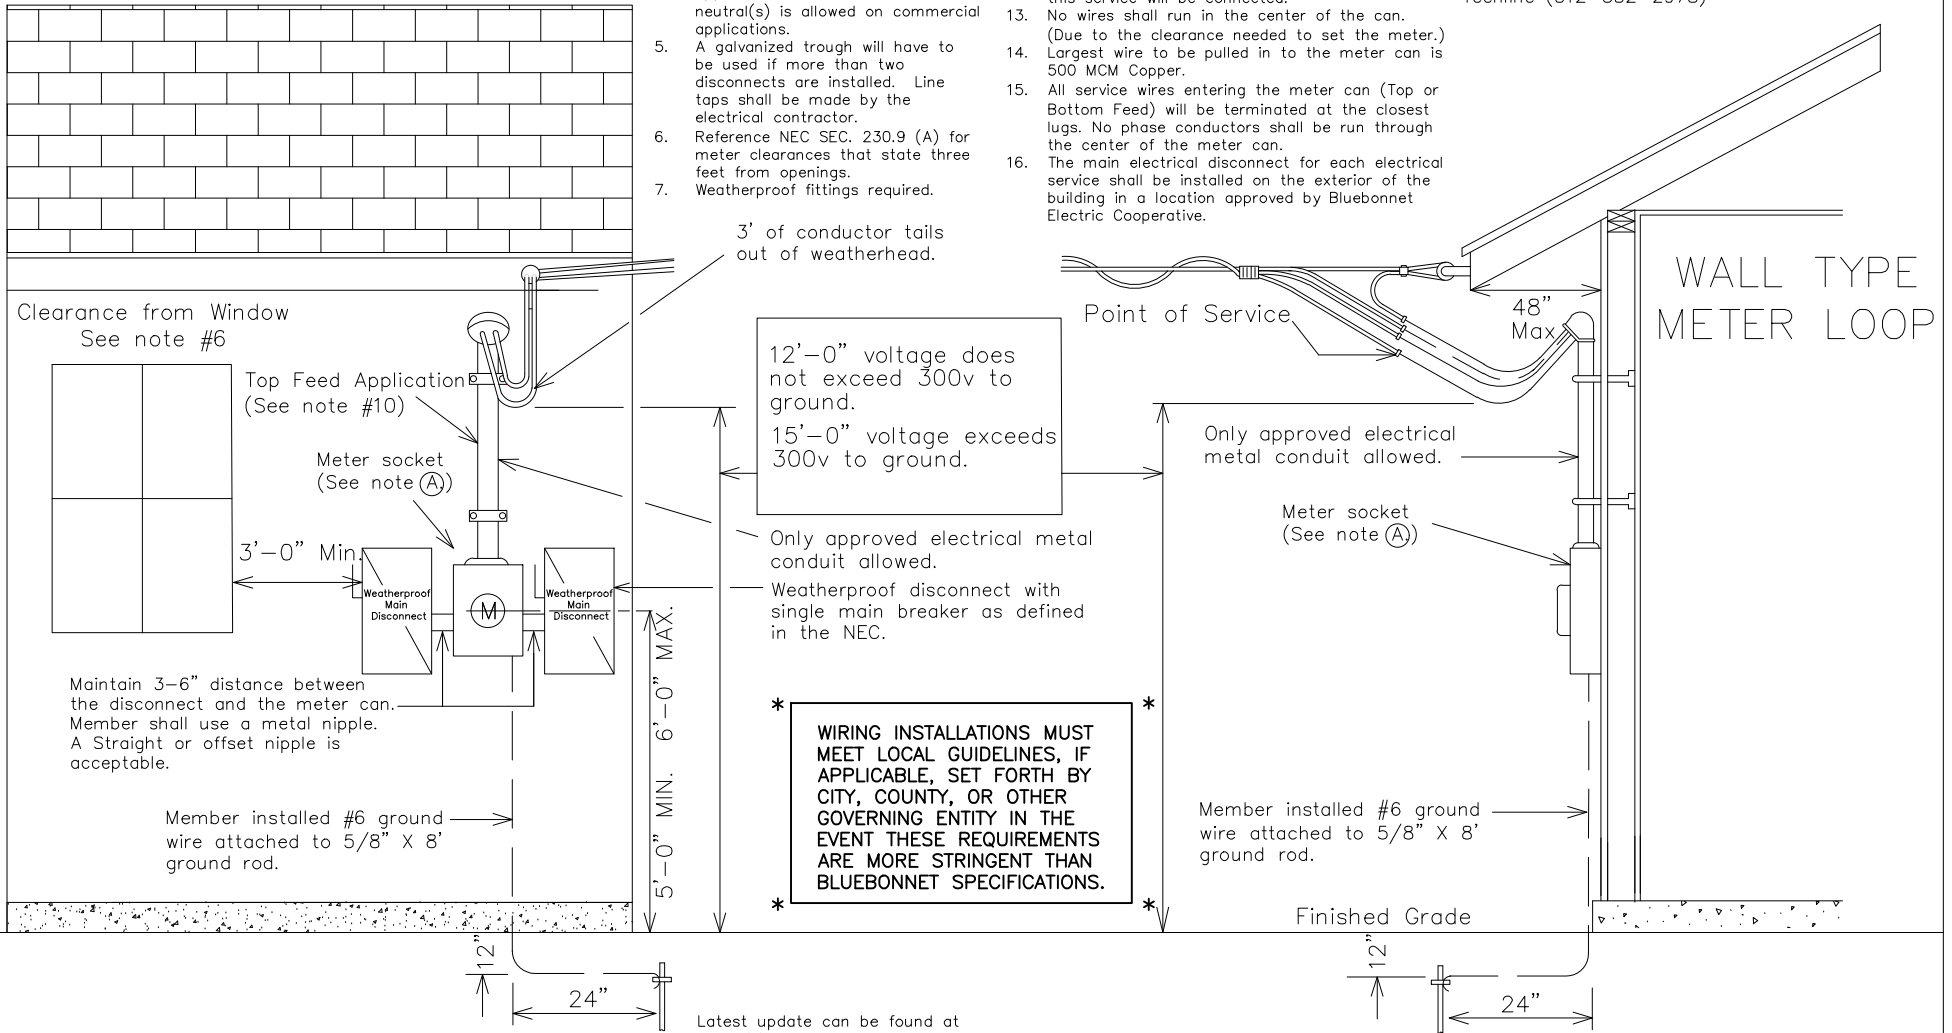 neutral(s) is allowed on commercial
applications.
5. A galvanized trough will have to
be used if more than two
disconnects are installed. Line
taps shall be made by the
electrical contractor.
6. Reference NEC SEC. 230.9 (A) for
meter clearances that state three
feet from openings.
7. Weatherproof fittings required.
this service will be connected.
13. No wires shall run in the center of the can.
(Due to the clearance needed to set the meter.)
14. Largest wire to be pulled in to the meter can is
500 MCM Copper.
15. All service wires entering the meter can (Top or
Bottom Feed) will be terminated at the closest
lugs. No phase conductors shall be run through
the center of the meter can.
16. The main electrical disconnect for each electrical
service shall be installed on the exterior of the
building in a location approved by Bluebonnet
Electric Cooperative.
3' of conductor tails
out of weatherhead.
Clearance from Window
See note #6
Top Feed Application
(See note #10)
Meter socket
(See note A.)
3'-0" Min.
Weatherproof
Main
Disconnect
M
Weatherproof
Main
Disconnect
Maintain 3-6" distance between
the disconnect and the meter can.
Member shall use a metal nipple.
A Straight or offset nipple is
acceptable.
Member installed #6 ground
wire attached to 5/8" X 8'
ground rod.
5'-0" MIN. 6'-0" MAX.
12"
24"
12'-0" voltage does
not exceed 300v to
ground.
15'-0" voltage exceeds
300v to ground.
Only approved electrical metal
conduit allowed.
Weatherproof disconnect with
single main breaker as defined
in the NEC.
* *
WIRING INSTALLATIONS MUST
MEET LOCAL GUIDELINES, IF
APPLICABLE, SET FORTH BY
CITY, COUNTY, OR OTHER
GOVERNING ENTITY IN THE
EVENT THESE REQUIREMENTS
ARE MORE STRINGENT THAN
BLUEBONNET SPECIFICATIONS.
* *
Latest update can be found at
WALL TYPE
METER LOOP
48"
Max
Point of Service
Only approved electrical
metal conduit allowed.
Meter socket
(See note A.)
Member installed #6 ground
wire attached to 5/8" X 8'
ground rod.
Finished Grade
12"
24"